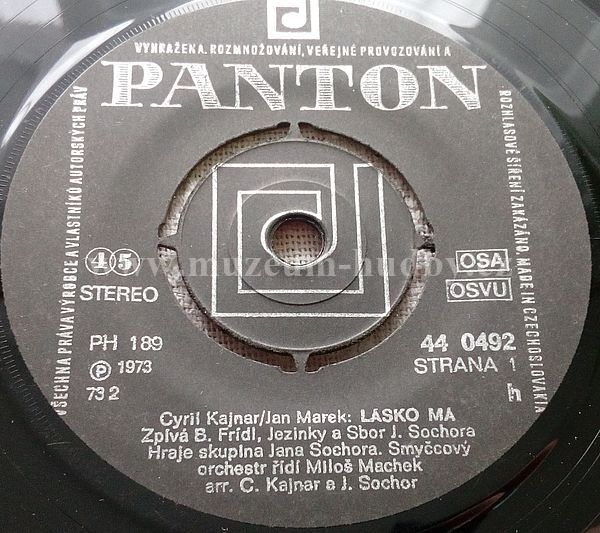 VYHRAŽENA. ROZMNOŽOVÁNÍ, VEŘEJNÉ PROVOZOVÁNÍ A
PANTON
VŠECHNA PRÁVA VÝROBCE A VLASTNÍKŮ AUTORSKÝCH PRÁV
ROZHLASOVÉ ŠÍŘENÍ ZAKÁZÁNO. MADE IN CZECHOSLOVAKIA
45
STEREO
OSA
OSVU
www.muzeum-hudby.cz
PH 189
℗ 1973
73 2
44 0492
STRANA 1
h
Cyril Kajnar/Jan Marek: LÁSKO MÁ
Zpívá B. Frídl, Jezinky a Sbor J. Sochora
Hraje skupina Jana Sochora. Smyčcový
orchestr řídí Miloš Machek
arr. C. Kajnar a J. Sochor